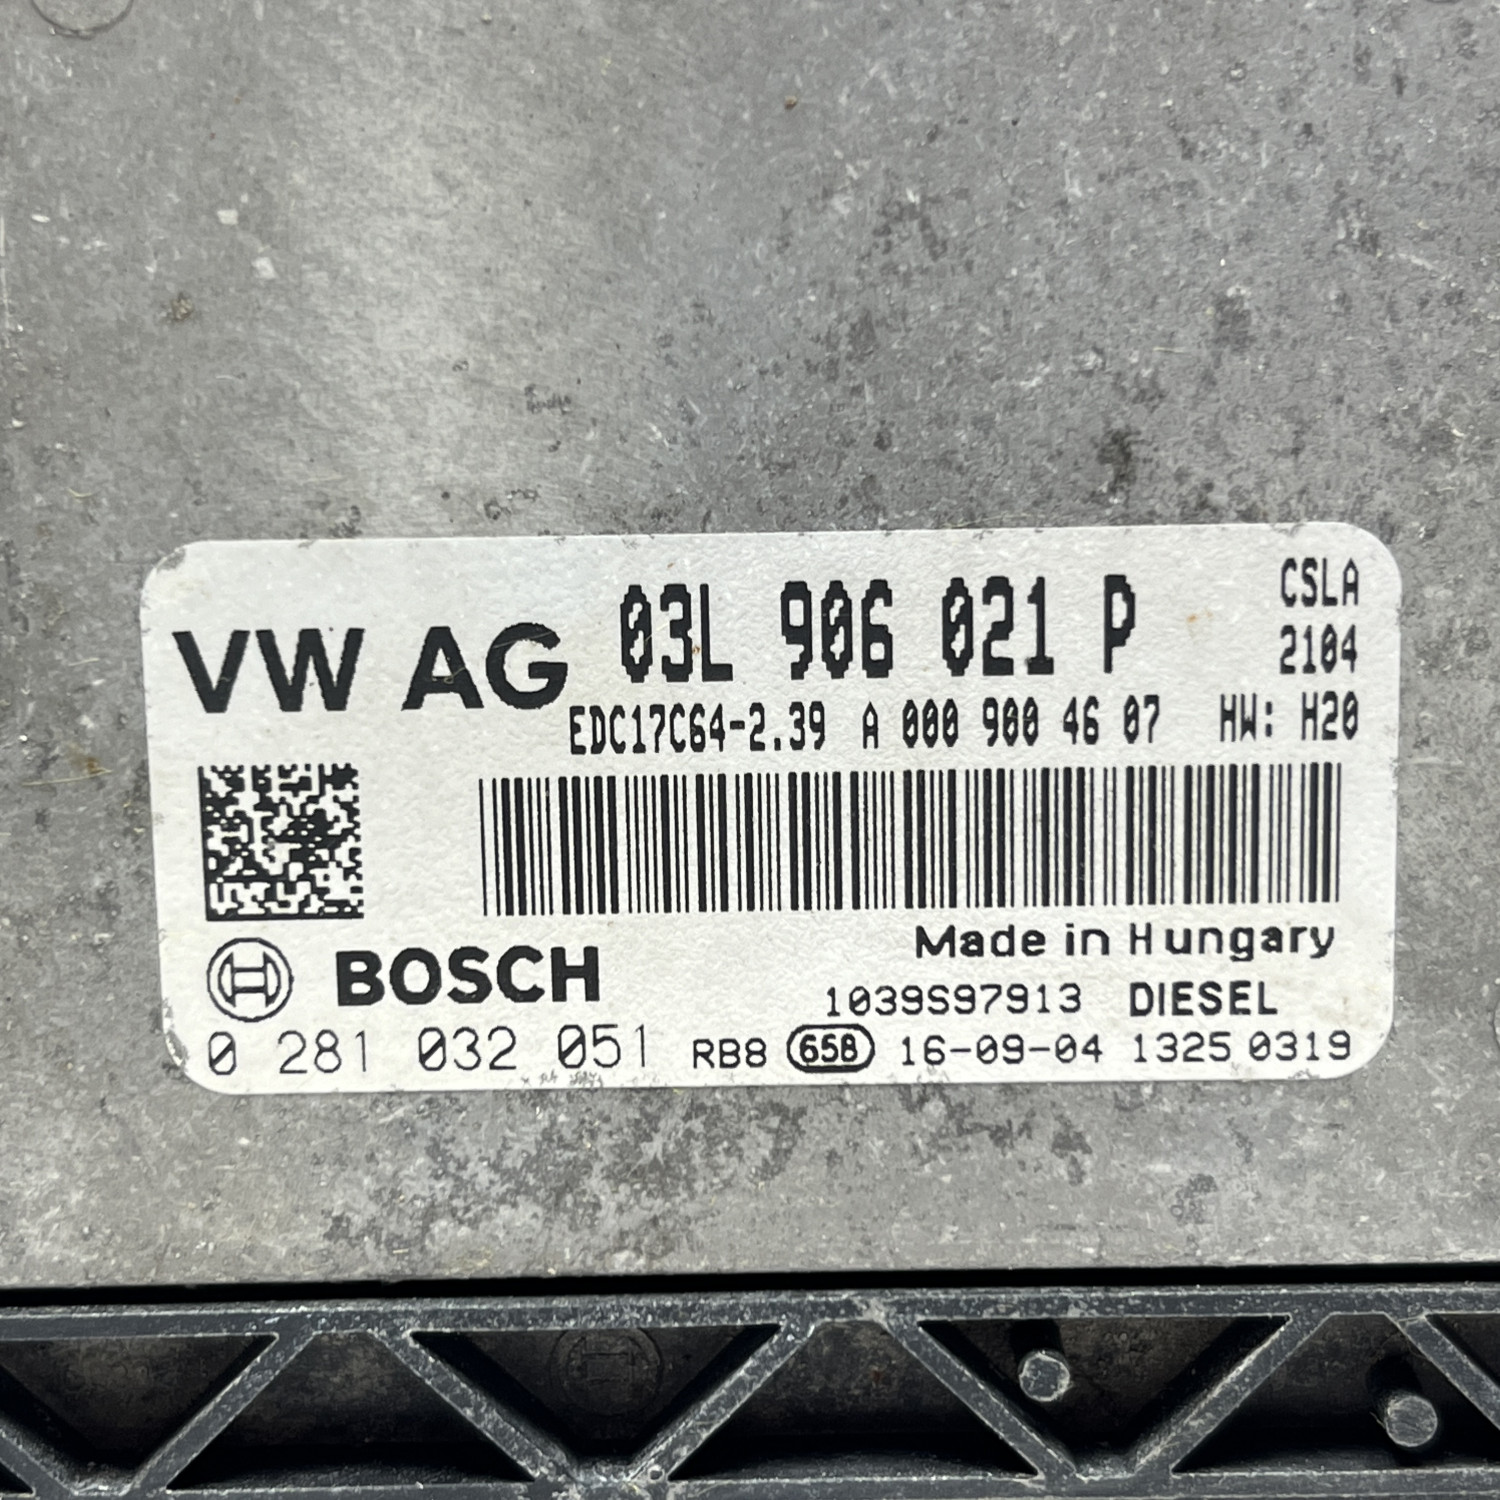 VW AG 03L 906 021 P CSLA
2104
EDC17C64-2.39 A 000 900 46 07 HW: H20
Made in Hungary
BOSCH
1039S97913 DIESEL
0 281 032 051 RB8 658 16-09-04 1325 0319